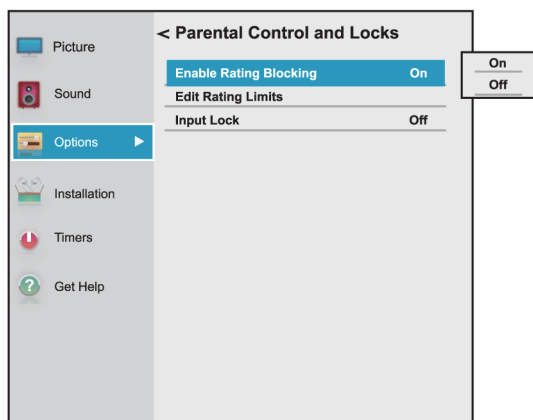 < Parental Control and Locks
Picture
Sound
Options
Installation
Timers
Get Help
Enable Rating Blocking On
Edit Rating Limits
Input Lock Off
On
Off